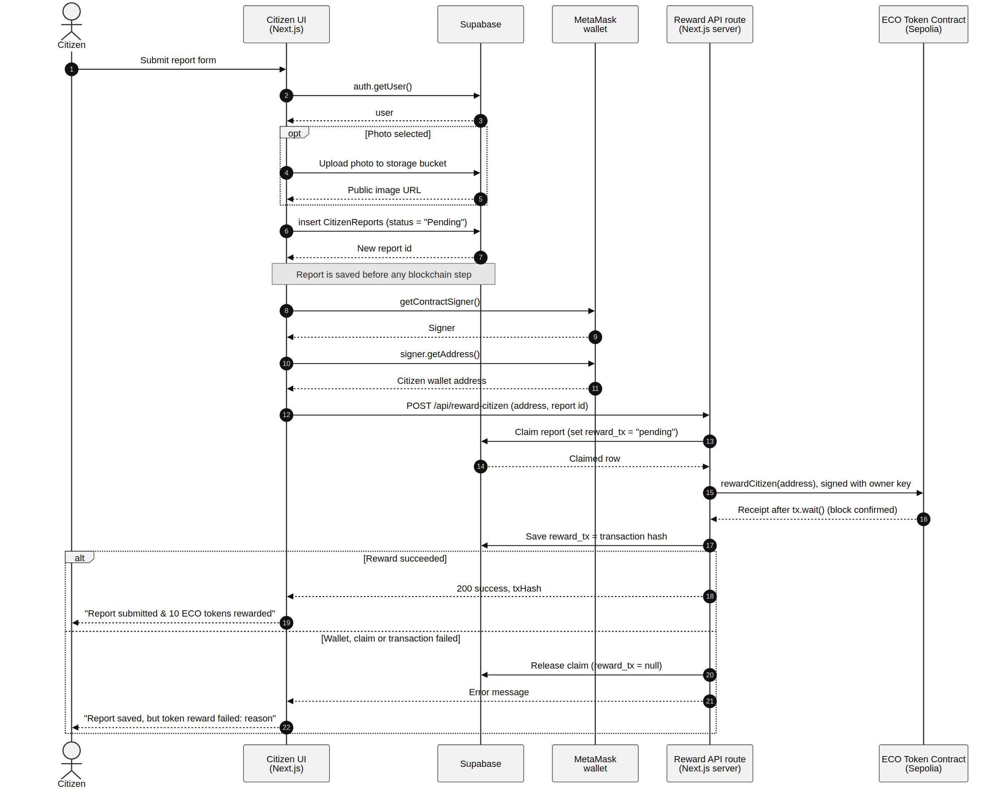 Citizen
Citizen UI
(Next.js)
Supabase
MetaMask
wallet
Reward API route
(Next.js server)
ECO Token Contract
(Sepolia)
Submit report form
1
auth.getUser()
2
user
3
opt
[Photo selected]
Upload photo to storage bucket
4
Public image URL
5
insert CitizenReports (status = "Pending")
6
New report id
7
Report is saved before any blockchain step
getContractSigner()
8
Signer
9
signer.getAddress()
10
Citizen wallet address
11
POST /api/reward-citizen (address, report id)
12
Claim report (set reward_tx = "pending")
13
Claimed row
14
rewardCitizen(address), signed with owner key
15
Receipt after tx.wait() (block confirmed)
16
Save reward_tx = transaction hash
17
alt
[Reward succeeded]
200 success, txHash
18
"Report submitted & 10 ECO tokens rewarded"
19
[Wallet, claim or transaction failed]
Release claim (reward_tx = null)
20
Error message
21
"Report saved, but token reward failed: reason"
22
Citizen
Citizen UI
(Next.js)
Supabase
MetaMask
wallet
Reward API route
(Next.js server)
ECO Token Contract
(Sepolia)